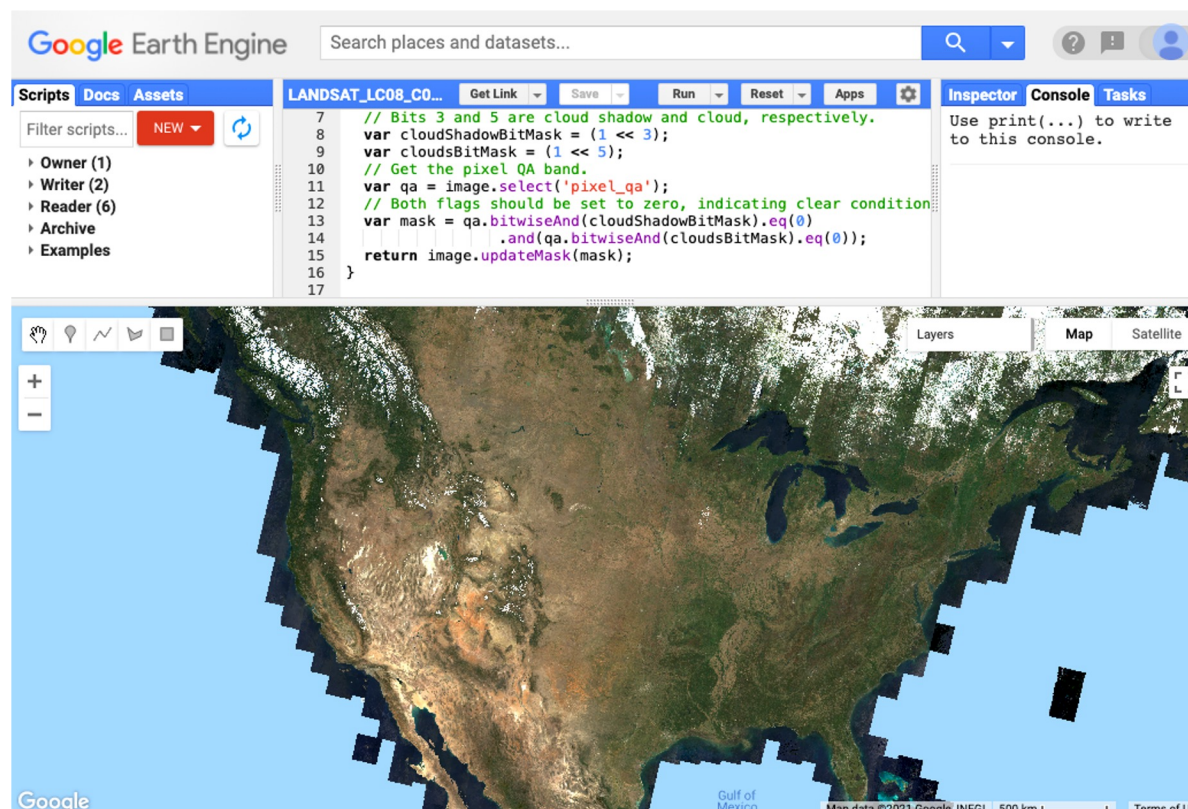 Google Earth Engine
Search places and datasets...
Scripts Docs Assets
Filter scripts...
NEW
Owner (1)
Writer (2)
Reader (6)
Archive
Examples
LANDSAT_LC08_C0...
Get Link
Save
Run
Reset
Apps
7 // Bits 3 and 5 are cloud shadow and cloud, respectively.
8 var cloudShadowBitMask = (1 << 3);
9 var cloudsBitMask = (1 << 5);
10 // Get the pixel QA band.
11 var qa = image.select('pixel_qa');
12 // Both flags should be set to zero, indicating clear condition
13 var mask = qa.bitwiseAnd(cloudShadowBitMask).eq(0)
14 .and(qa.bitwiseAnd(cloudsBitMask).eq(0));
15 return image.updateMask(mask);
16 }
17
Inspector Console Tasks
Use print(...) to write
to this console.
Layers
Map
Satellite
Gulf of
Mexico
Google
Map data ©2021 Google, INEGI
500 km
Terms of